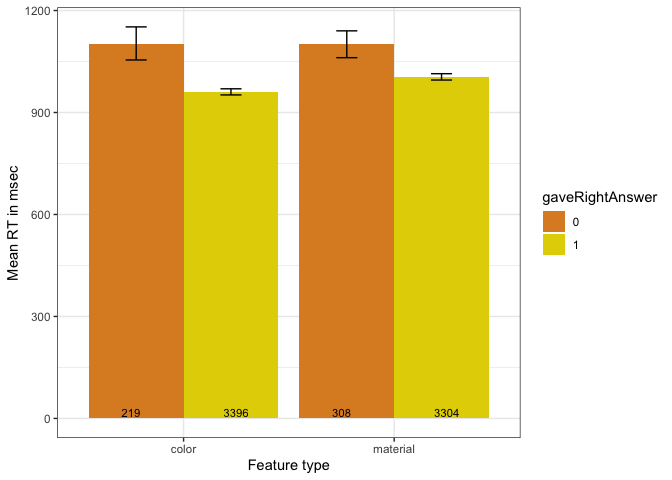 1200
900
600
300
0
Mean RT in msec
219 3396 308 3304
color material
Feature type
gaveRightAnswer
0
1